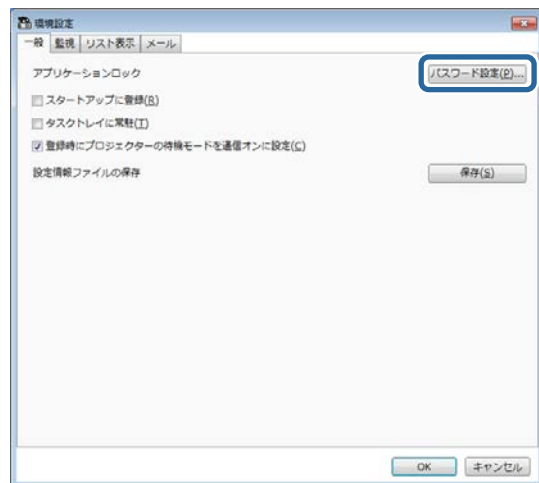 環境設定
一般 監視 リスト表示 メール
アプリケーションロック パスワード設定(P)...
スタートアップに登録(R)
タスクトレイに常駐(T)
登録時にプロジェクターの待機モードを通信オンに設定(C)
設定情報ファイルの保存 保存(S)
OK キャンセル